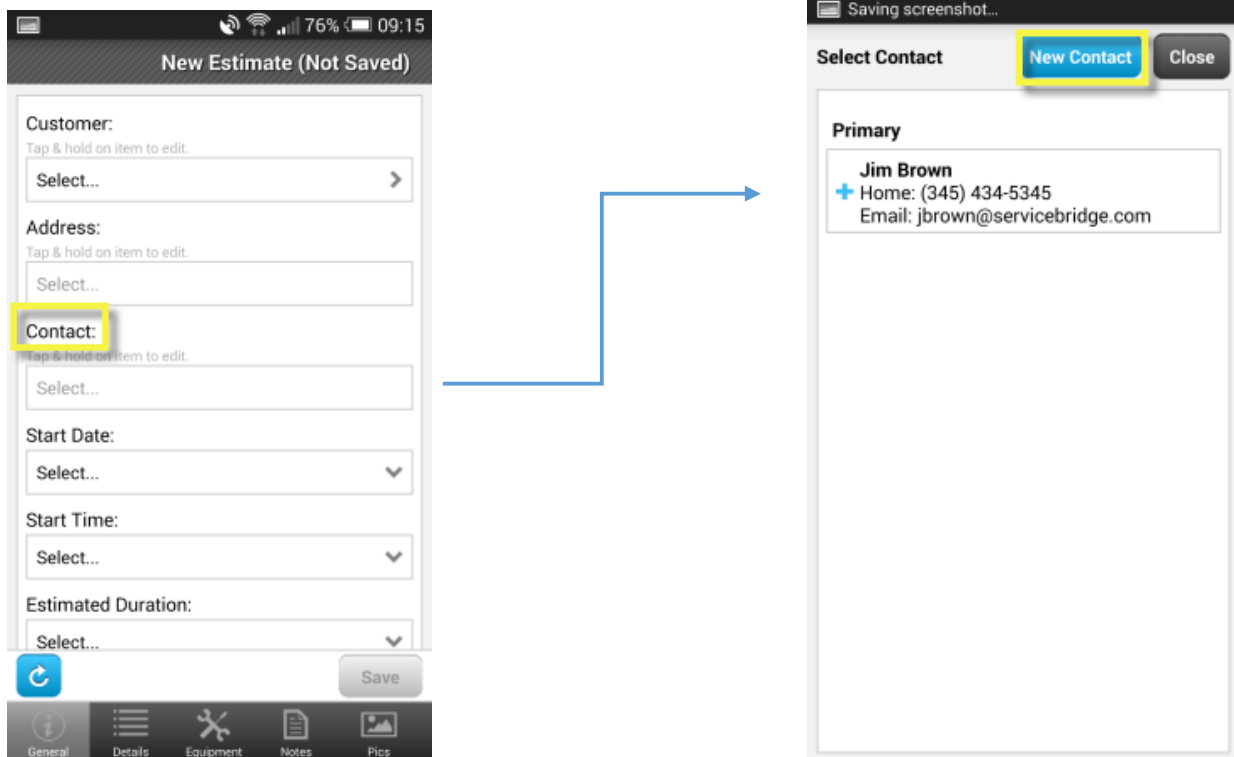 76% 09:15
New Estimate (Not Saved)
Customer:
Tap & hold on item to edit.
Select...
Address:
Tap & hold on item to edit.
Select...
Contact:
Tap & hold on item to edit.
Select...
Start Date:
Select...
Start Time:
Select...
Estimated Duration:
Select...
Save
General Details Equipment Notes Pics
Saving screenshot...
Select Contact New Contact Close
Primary
Jim Brown
Home: (345) 434-5345
Email: jbrown@servicebridge.com